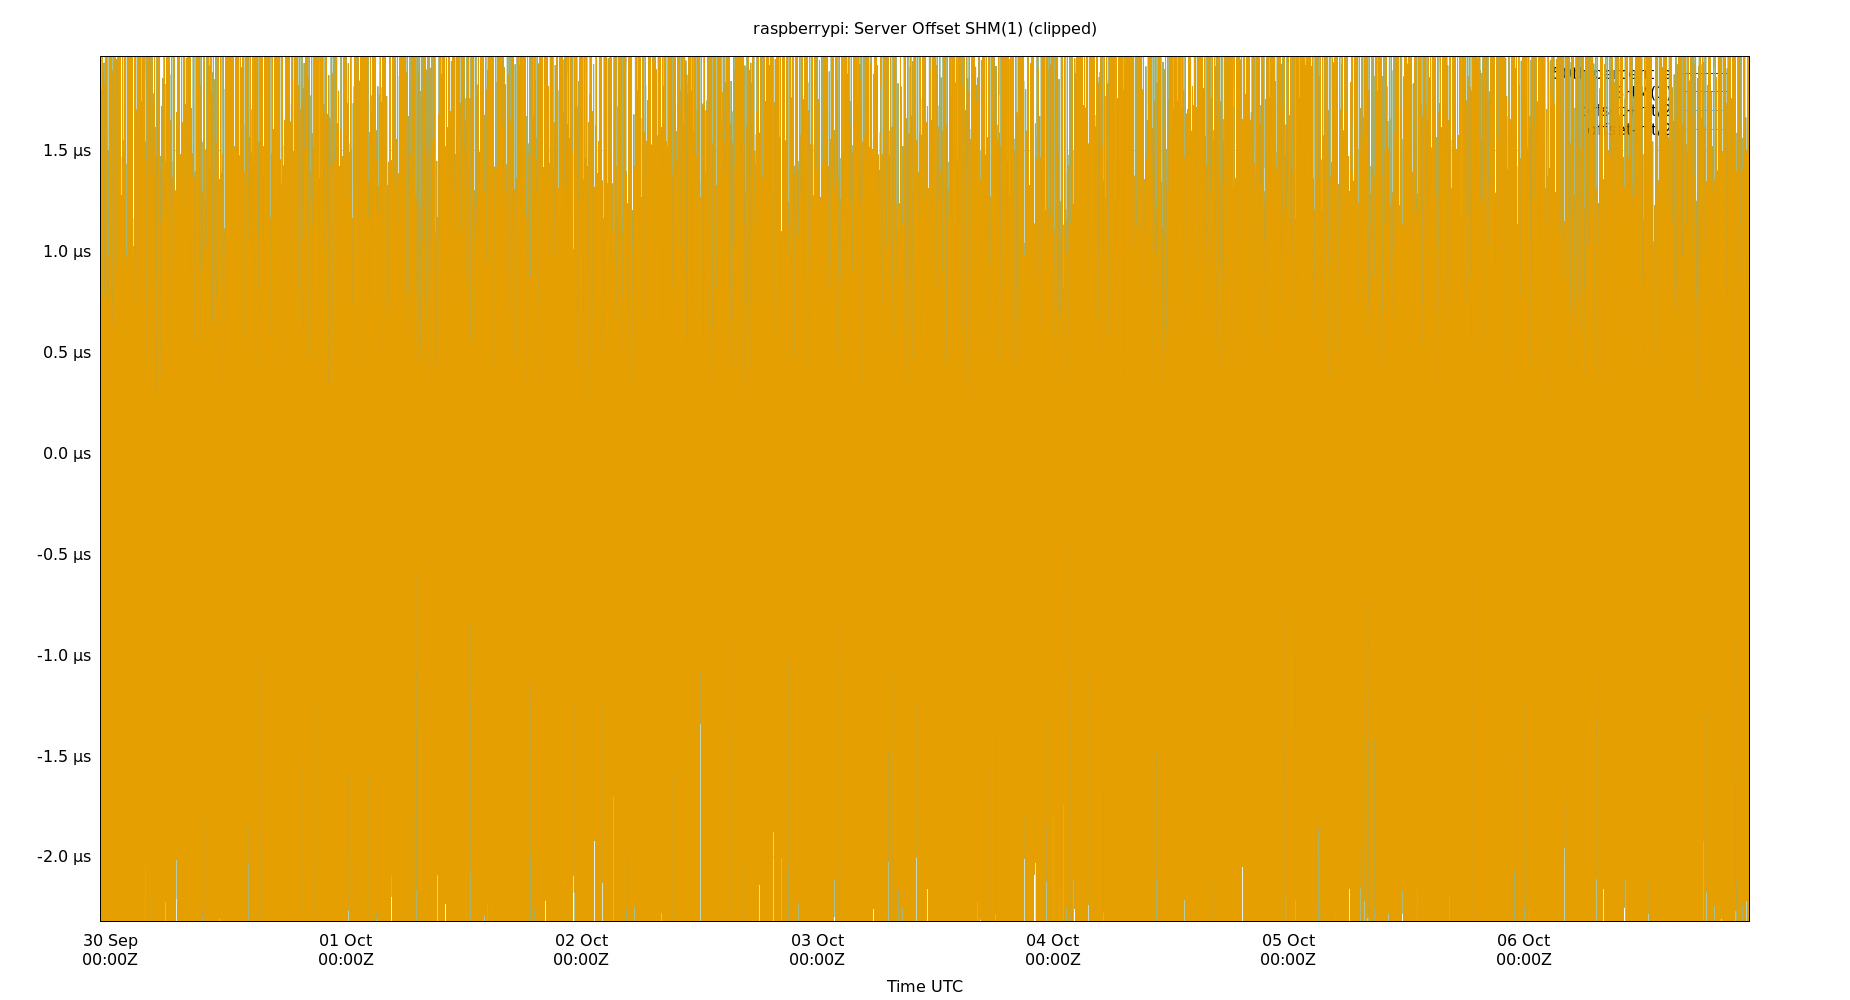 raspberrypi: Server Offset SHM(1) (clipped)
1.5 µs
1.0 µs
0.5 µs
0.0 µs
-0.5 µs
-1.0 µs
-1.5 µs
-2.0 µs
30 Sep 01 Oct 02 Oct 03 Oct 04 Oct 05 Oct 06 Oct
00:00Z 00:00Z 00:00Z 00:00Z 00:00Z 00:00Z 00:00Z
Time UTC